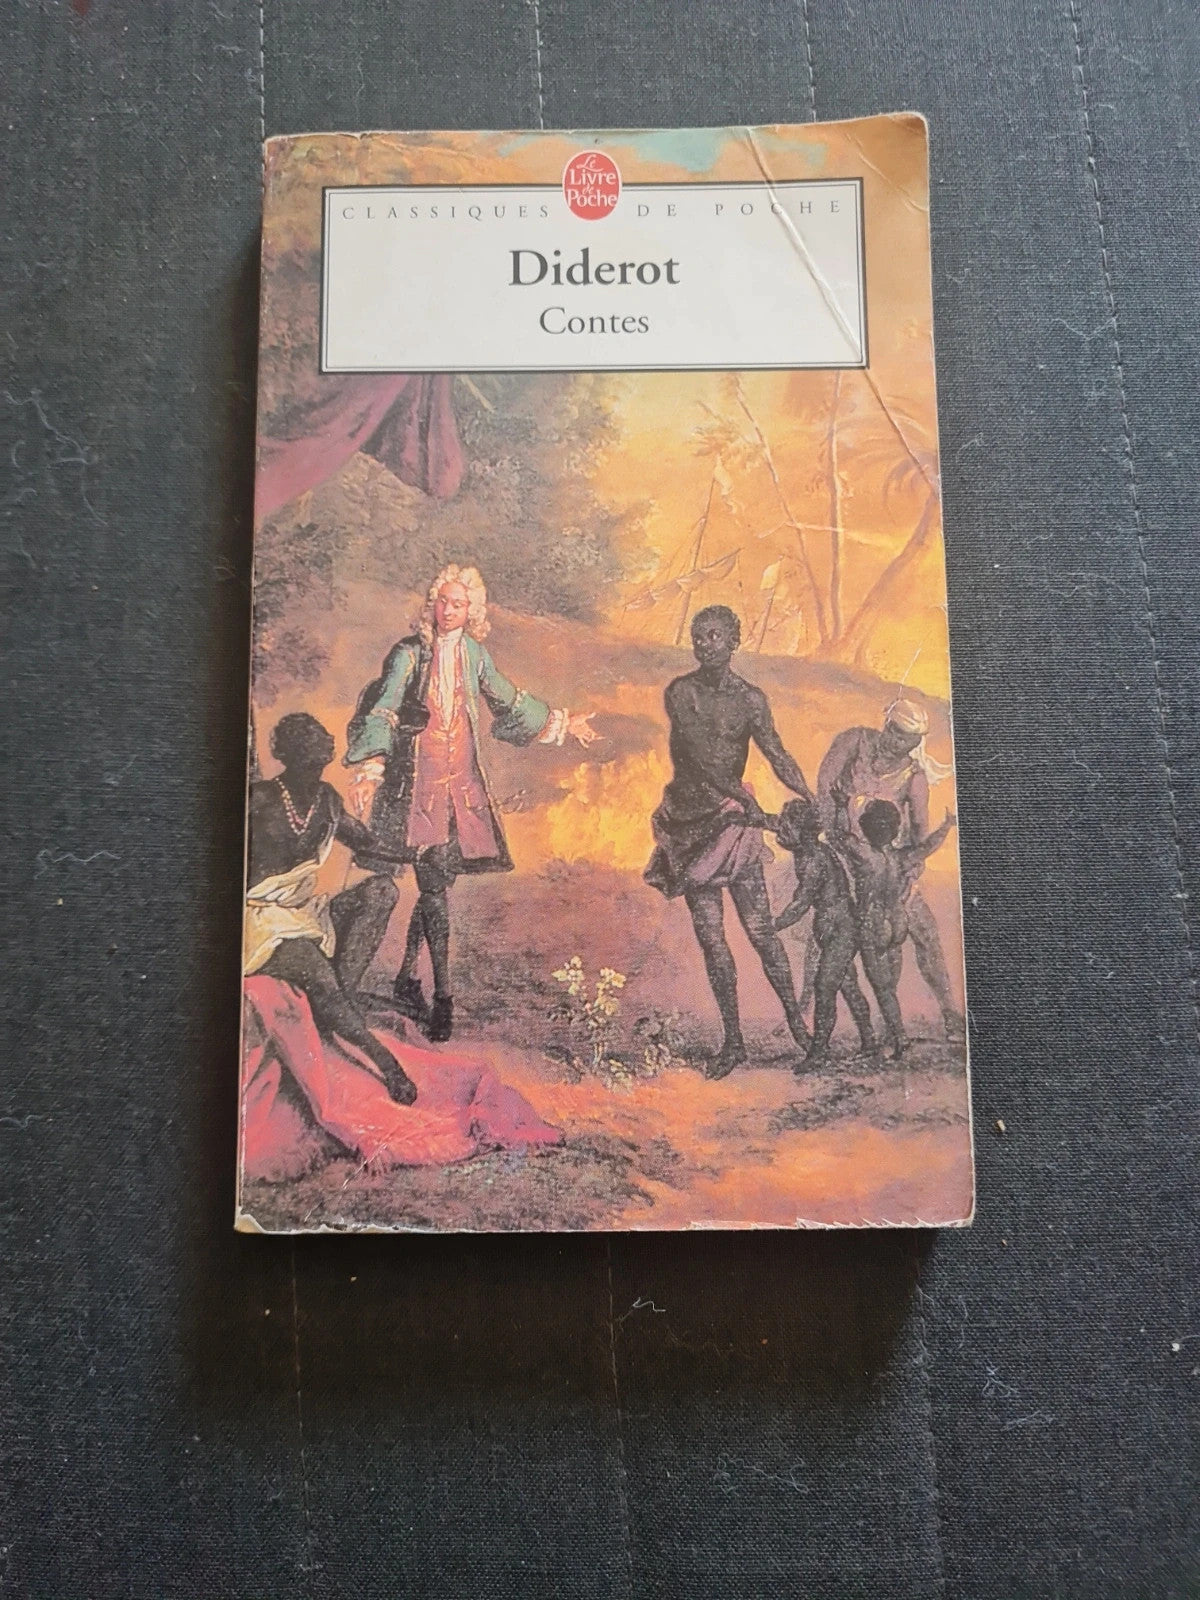 Le
Livre
de
Poche
CLASSIQUES DE POCHE
Diderot
Contes